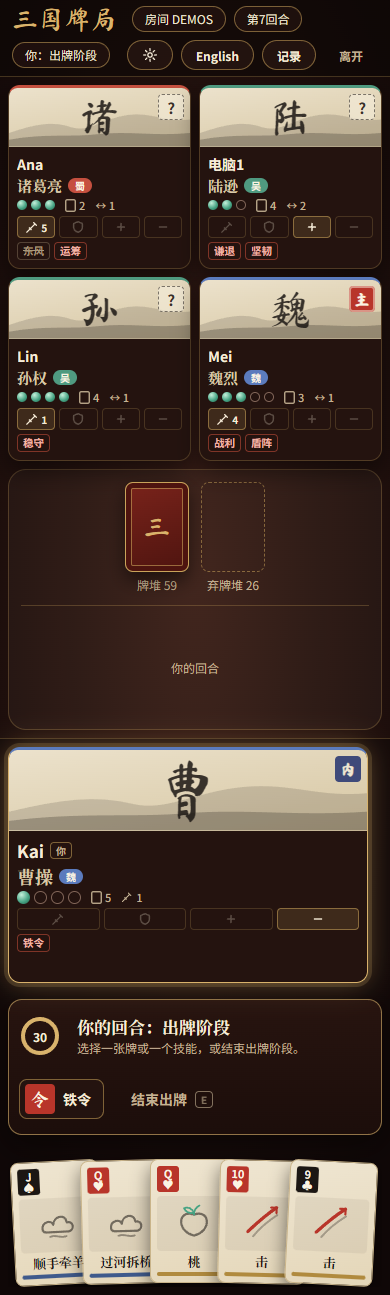 三国牌局
房间 DEMOS
第7回合
你：出牌阶段
English
记录
离开
诸
?
Ana
诸葛亮 蜀
2 ↔1
5
东风 运筹
陆
?
电脑1
陆逊 吴
4 ↔2
+ −
谦退 坚韧
孙
?
Lin
孙权 吴
4 ↔1
1 + −
稳守
魏
主
Mei
魏烈 魏
3 ↔1
4 + −
战利 盾阵
三
牌堆 59
弃牌堆 26
你的回合
曹
内
Kai 你
曹操 魏
5 1
+ −
铁令
30
你的回合：出牌阶段
选择一张牌或一个技能，或结束出牌阶段。
令 铁令
结束出牌 E
J♠
顺手牵羊
Q♥
过河拆桥
Q♥
桃
10♥
击
9♣
击